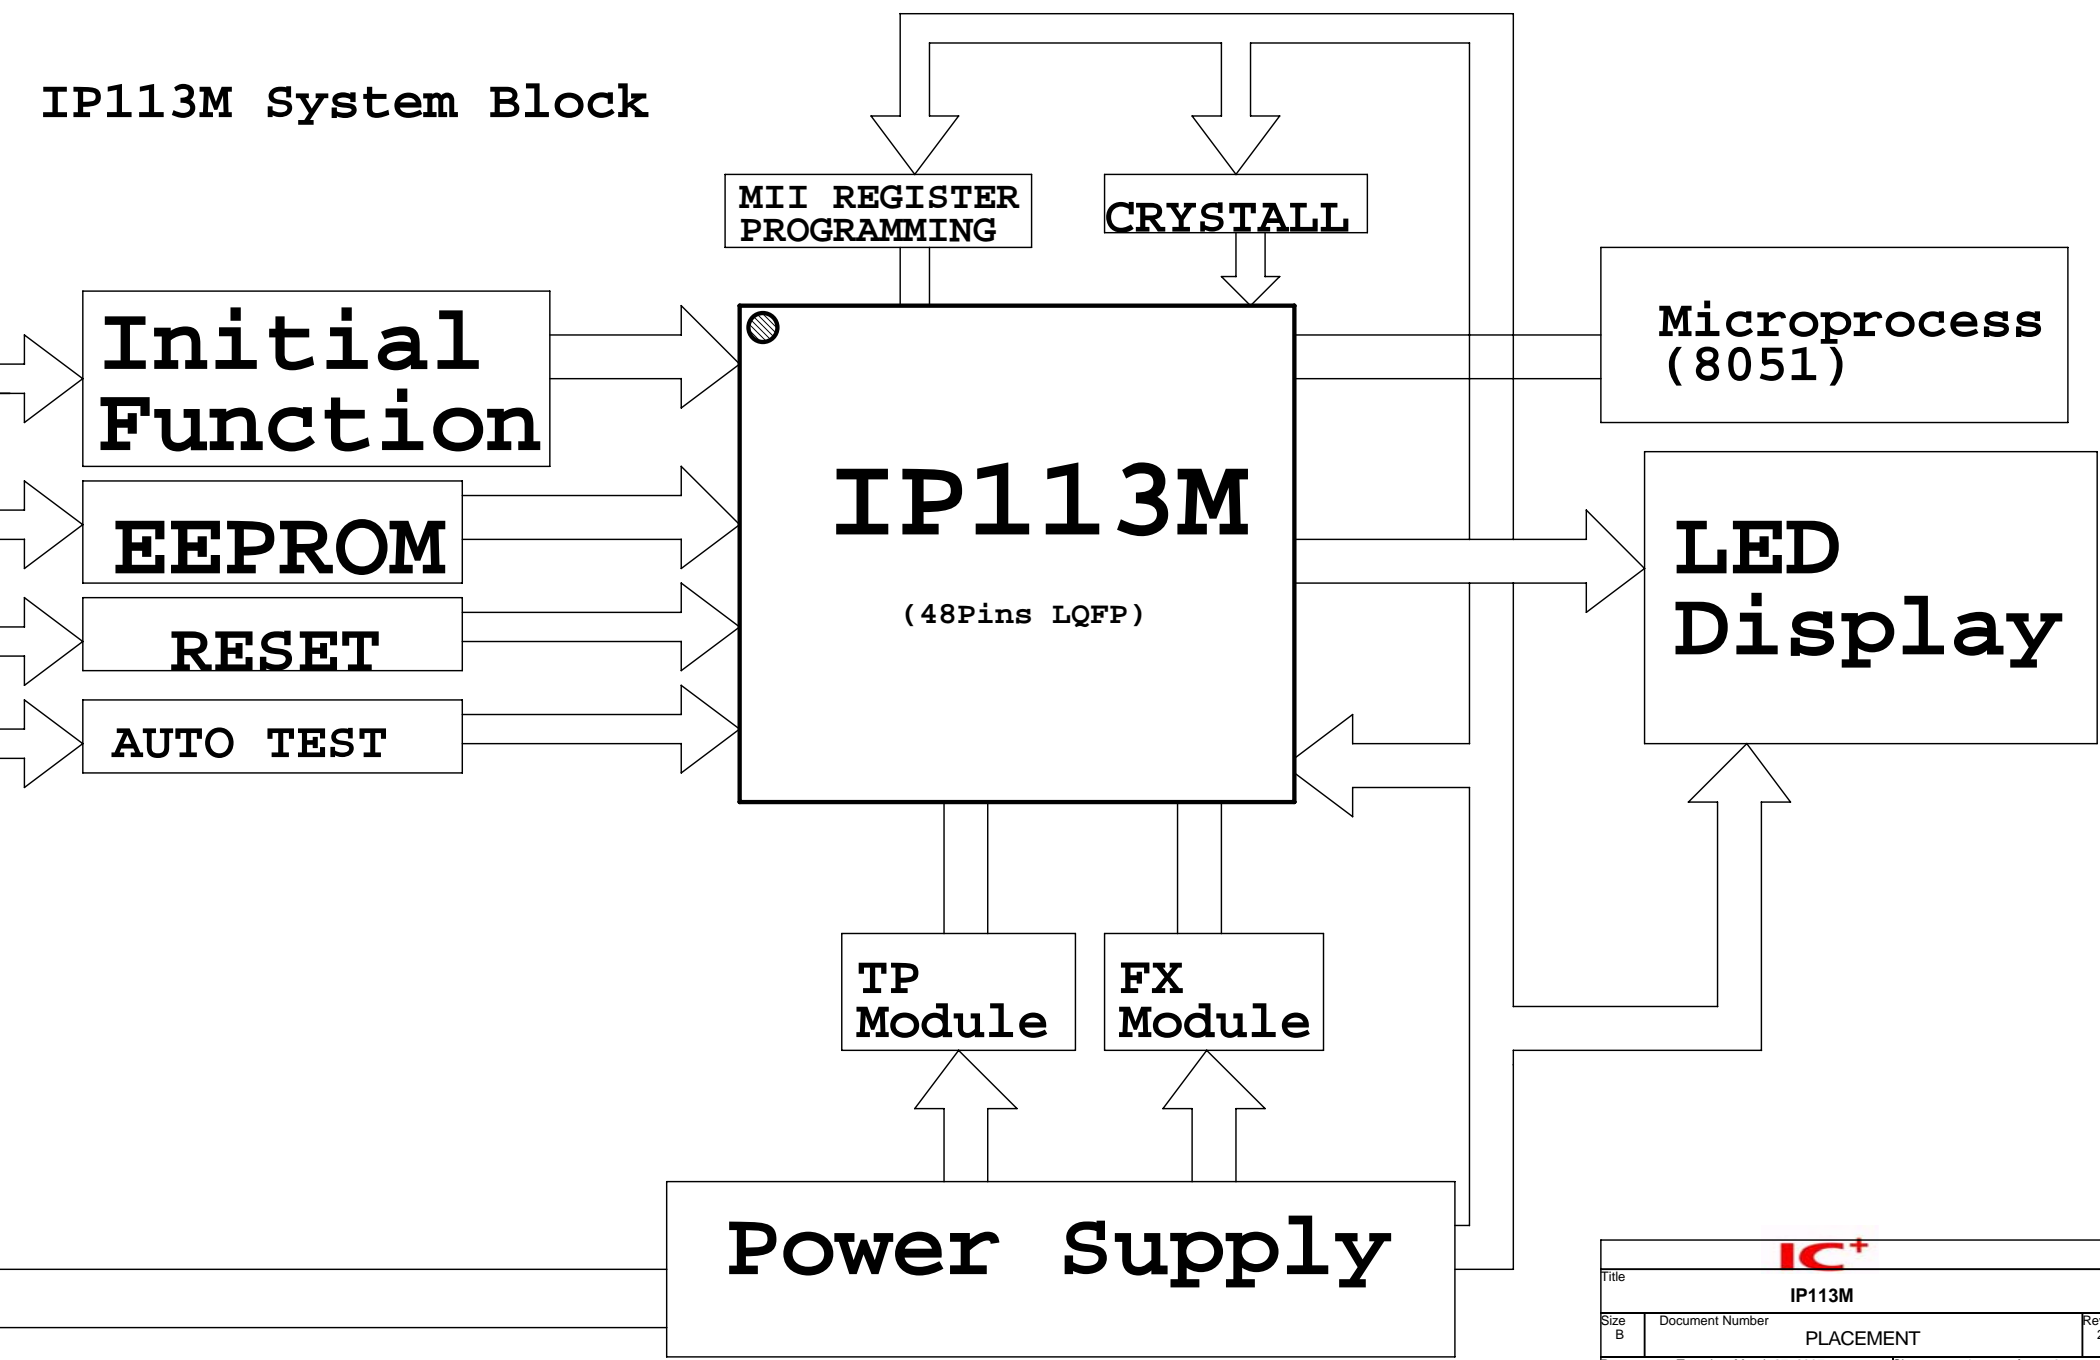 IP113M System Block
MII REGISTER
PROGRAMMING
CRYSTALL
Initial
Function
Microprocess
(8051)
IP113M
EEPROM
LED
Display
(48Pins LQFP)
RESET
AUTO TEST
TP
Module
FX
Module
Power Supply
IC+
Title
IP113M
Size
B
Document Number
PLACEMENT